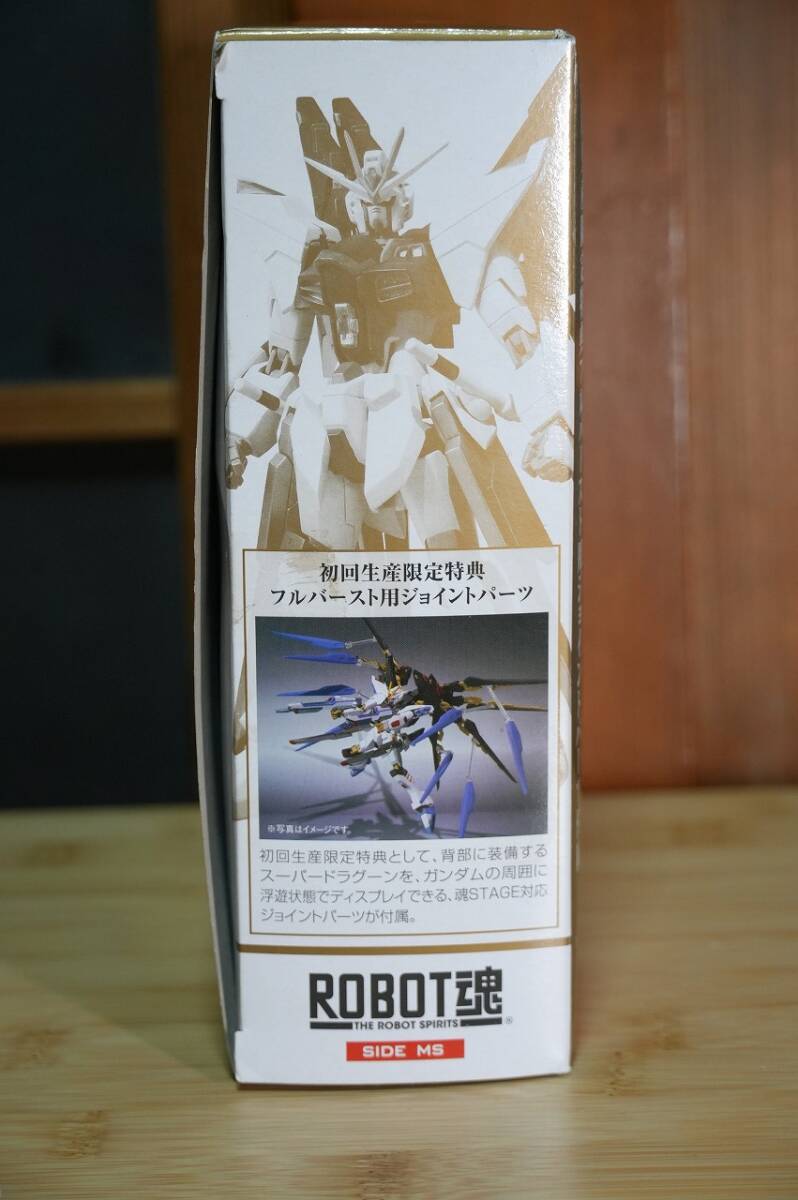 初回生産限定特典
フルバースト用ジョイントパーツ
※写真はイメージです。
初回生産限定特典として、背部に装備する
スーパードラグーンを、ガンダムの周囲に
浮遊状態でディスプレイできる、魂STAGE対応
ジョイントパーツが付属。
ROBOT魂
THE ROBOT SPIRITS ®
SIDE MS